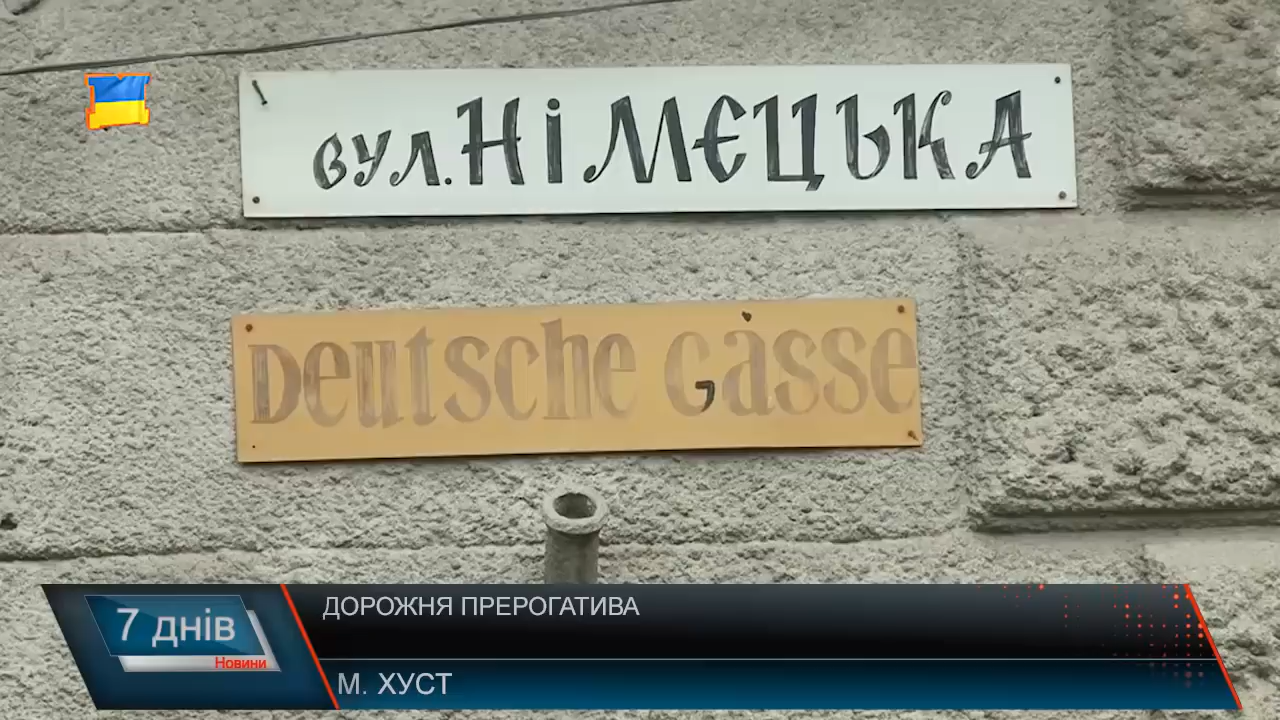 вул. Німецька
Deutsche Gasse
7 днів
Новини
ДОРОЖНЯ ПРЕРОГАТИВА
М. ХУСТ